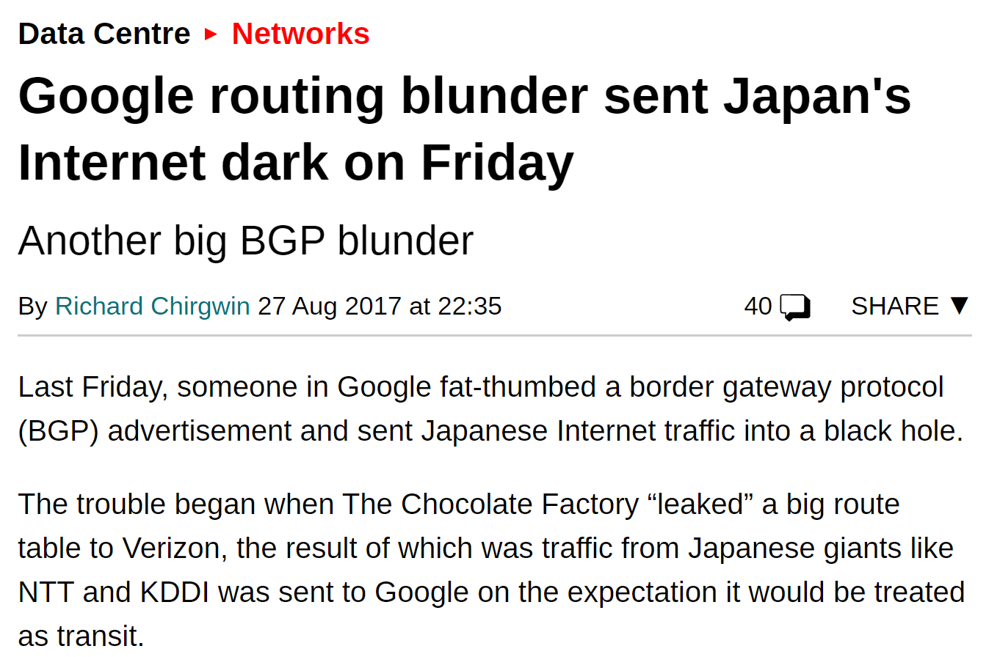 Data Centre ▸ Networks
Google routing blunder sent Japan's
Internet dark on Friday
Another big BGP blunder
By Richard Chirgwin 27 Aug 2017 at 22:35 40 SHARE ▼
Last Friday, someone in Google fat-thumbed a border gateway protocol
(BGP) advertisement and sent Japanese Internet traffic into a black hole.
The trouble began when The Chocolate Factory “leaked” a big route
table to Verizon, the result of which was traffic from Japanese giants like
NTT and KDDI was sent to Google on the expectation it would be treated
as transit.